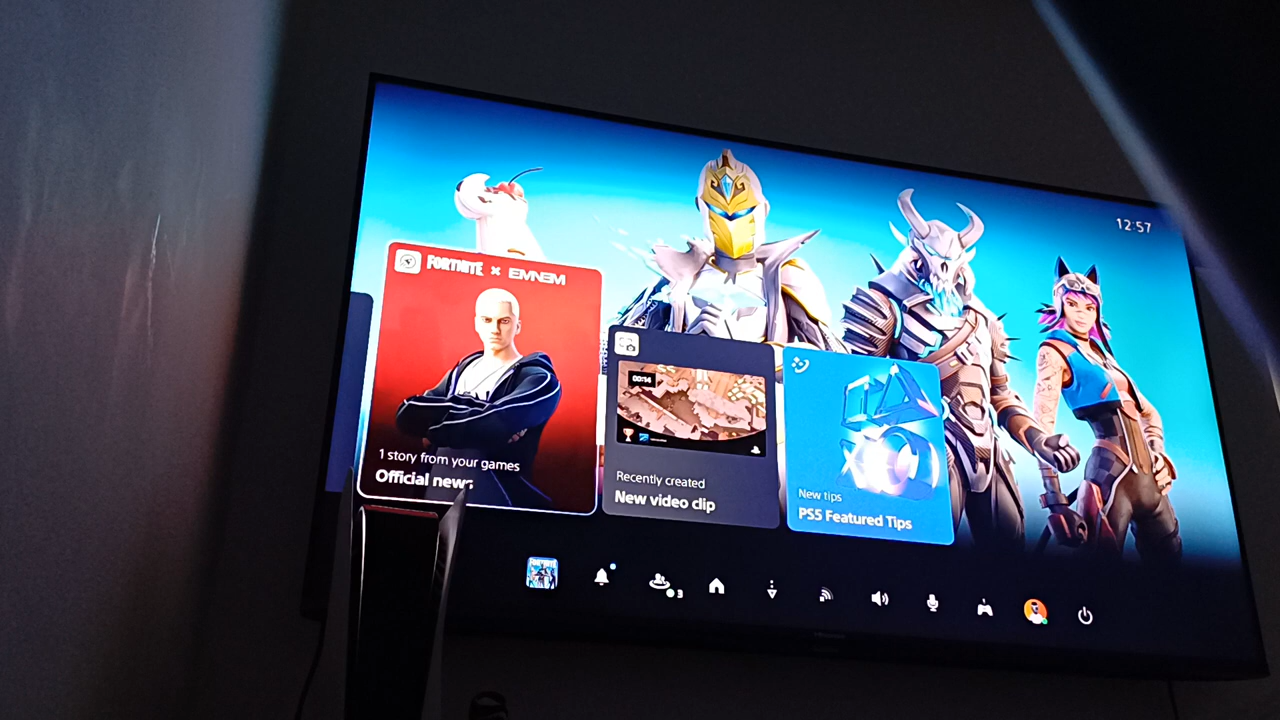 12:57
FORTNITE × EMINEM
1 story from your games
Official news
00:14
Recently created
New video clip
New tips
PS5 Featured Tips
FORTNITE
3